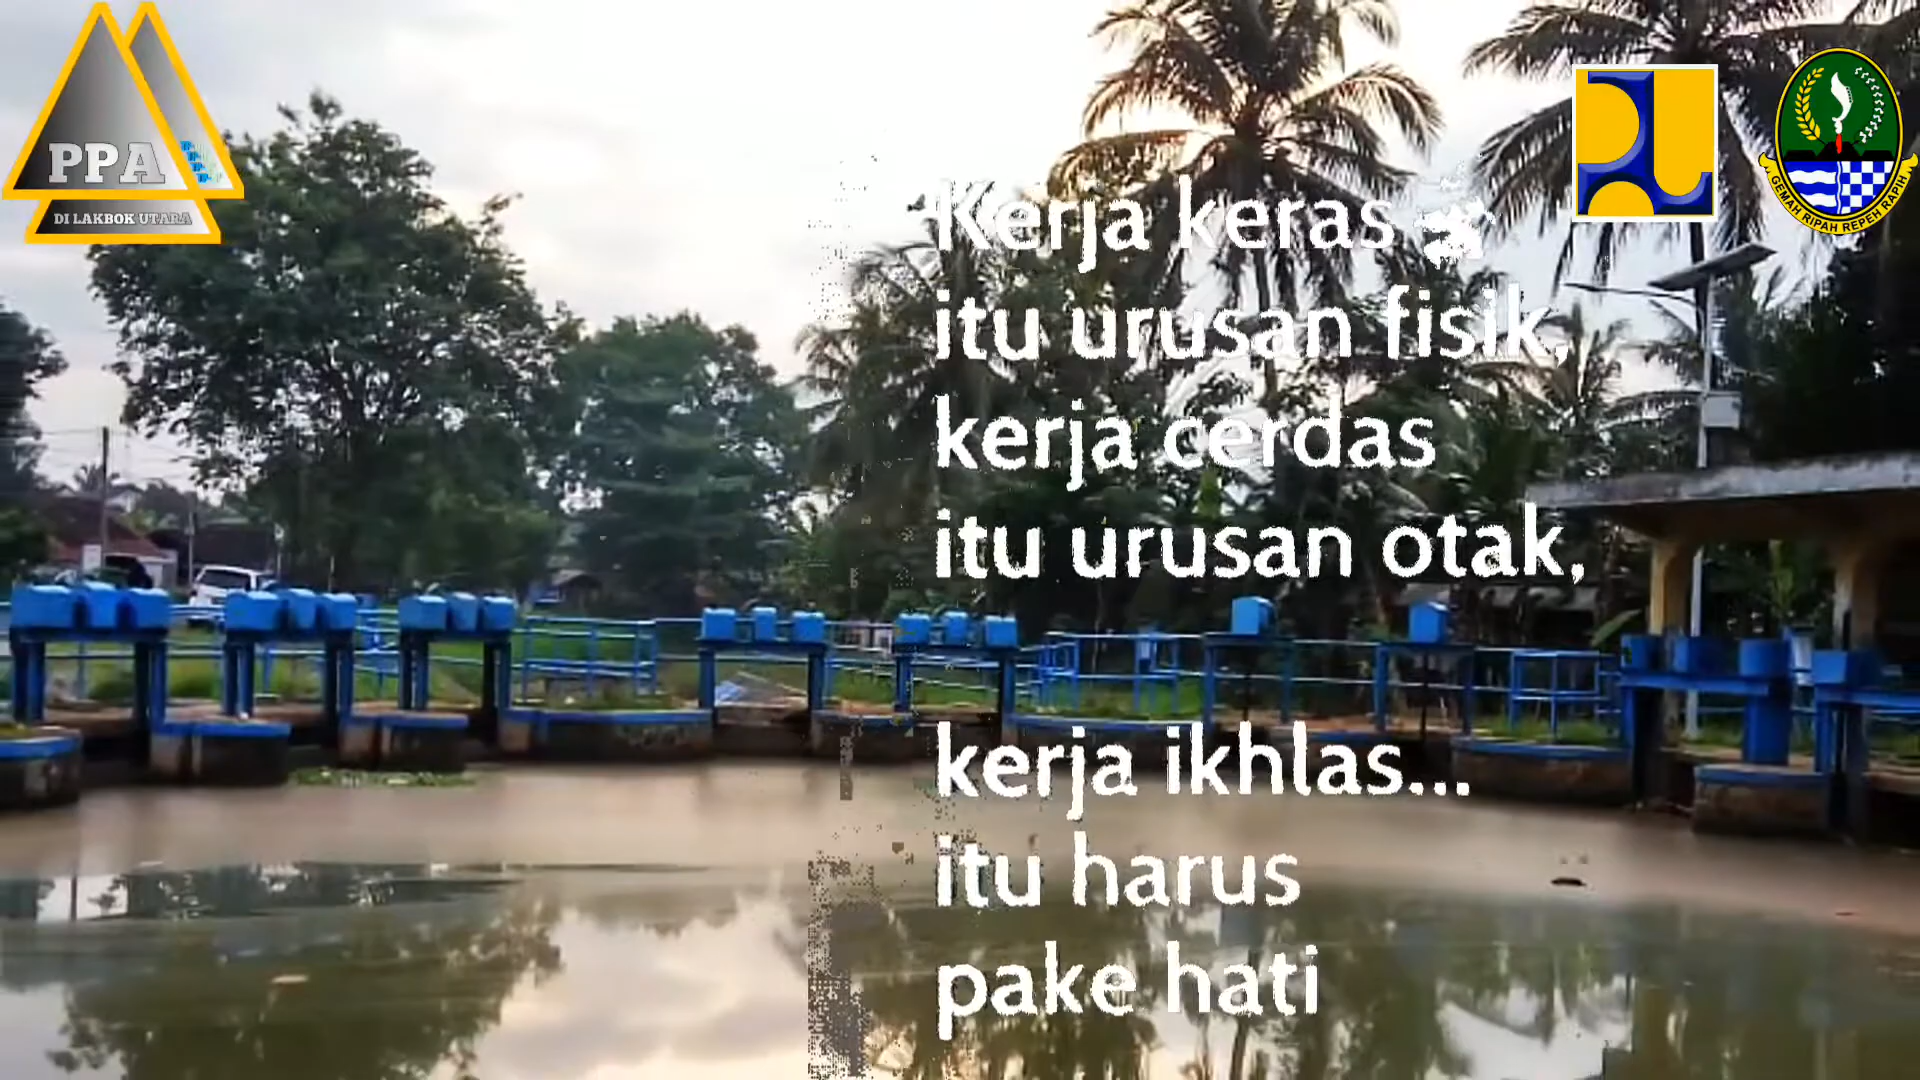 PPA
DI LAKBOK UTARA
GEMAH RIPAH REPEH RAPIH
Kerja keras
itu urusan fisik,
kerja cerdas
itu urusan otak,
kerja ikhlas...
itu harus
pake hati